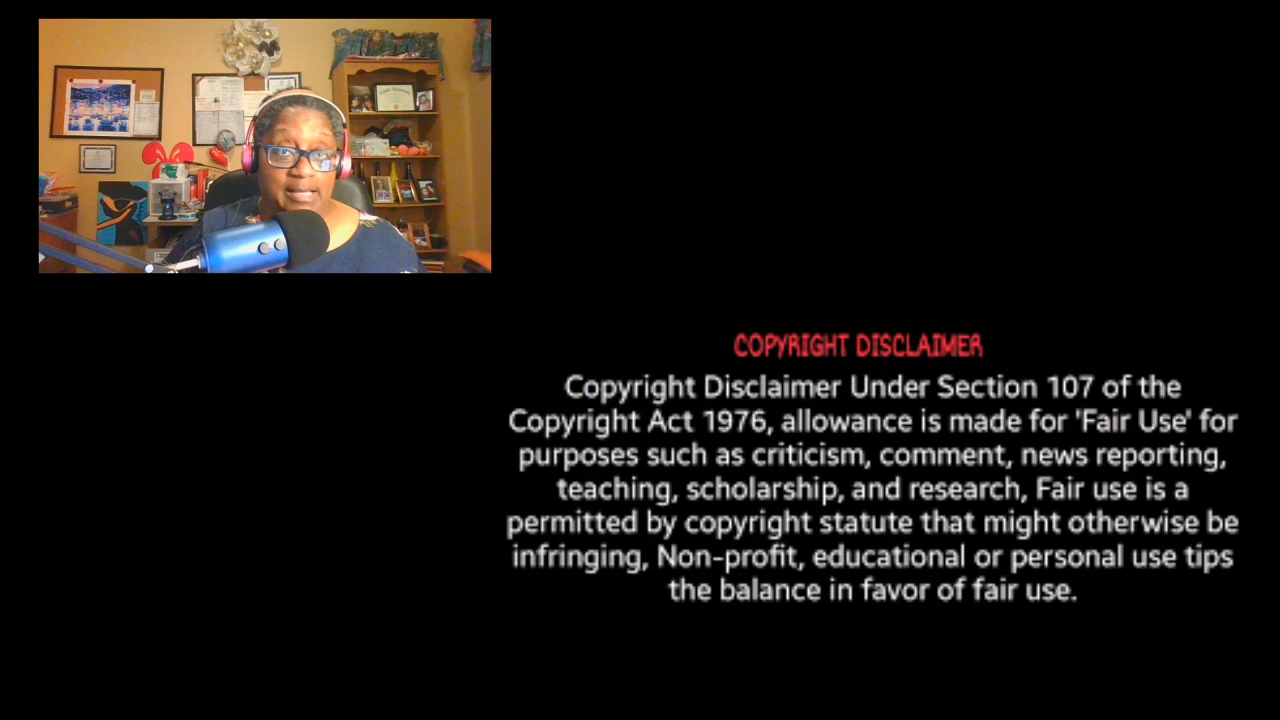 COPYRIGHT DISCLAIMER
Copyright Disclaimer Under Section 107 of the
Copyright Act 1976, allowance is made for 'Fair Use' for
purposes such as criticism, comment, news reporting,
teaching, scholarship, and research, Fair use is a
permitted by copyright statute that might otherwise be
infringing, Non-profit, educational or personal use tips
the balance in favor of fair use.